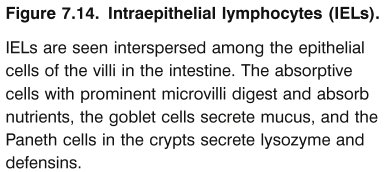 Figure 7.14. Intraepithelial lymphocytes (IELs).
IELs are seen interspersed among the epithelial
cells of the villi in the intestine. The absorptive
cells with prominent microvilli digest and absorb
nutrients, the goblet cells secrete mucus, and the
Paneth cells in the crypts secrete lysozyme and
defensins.